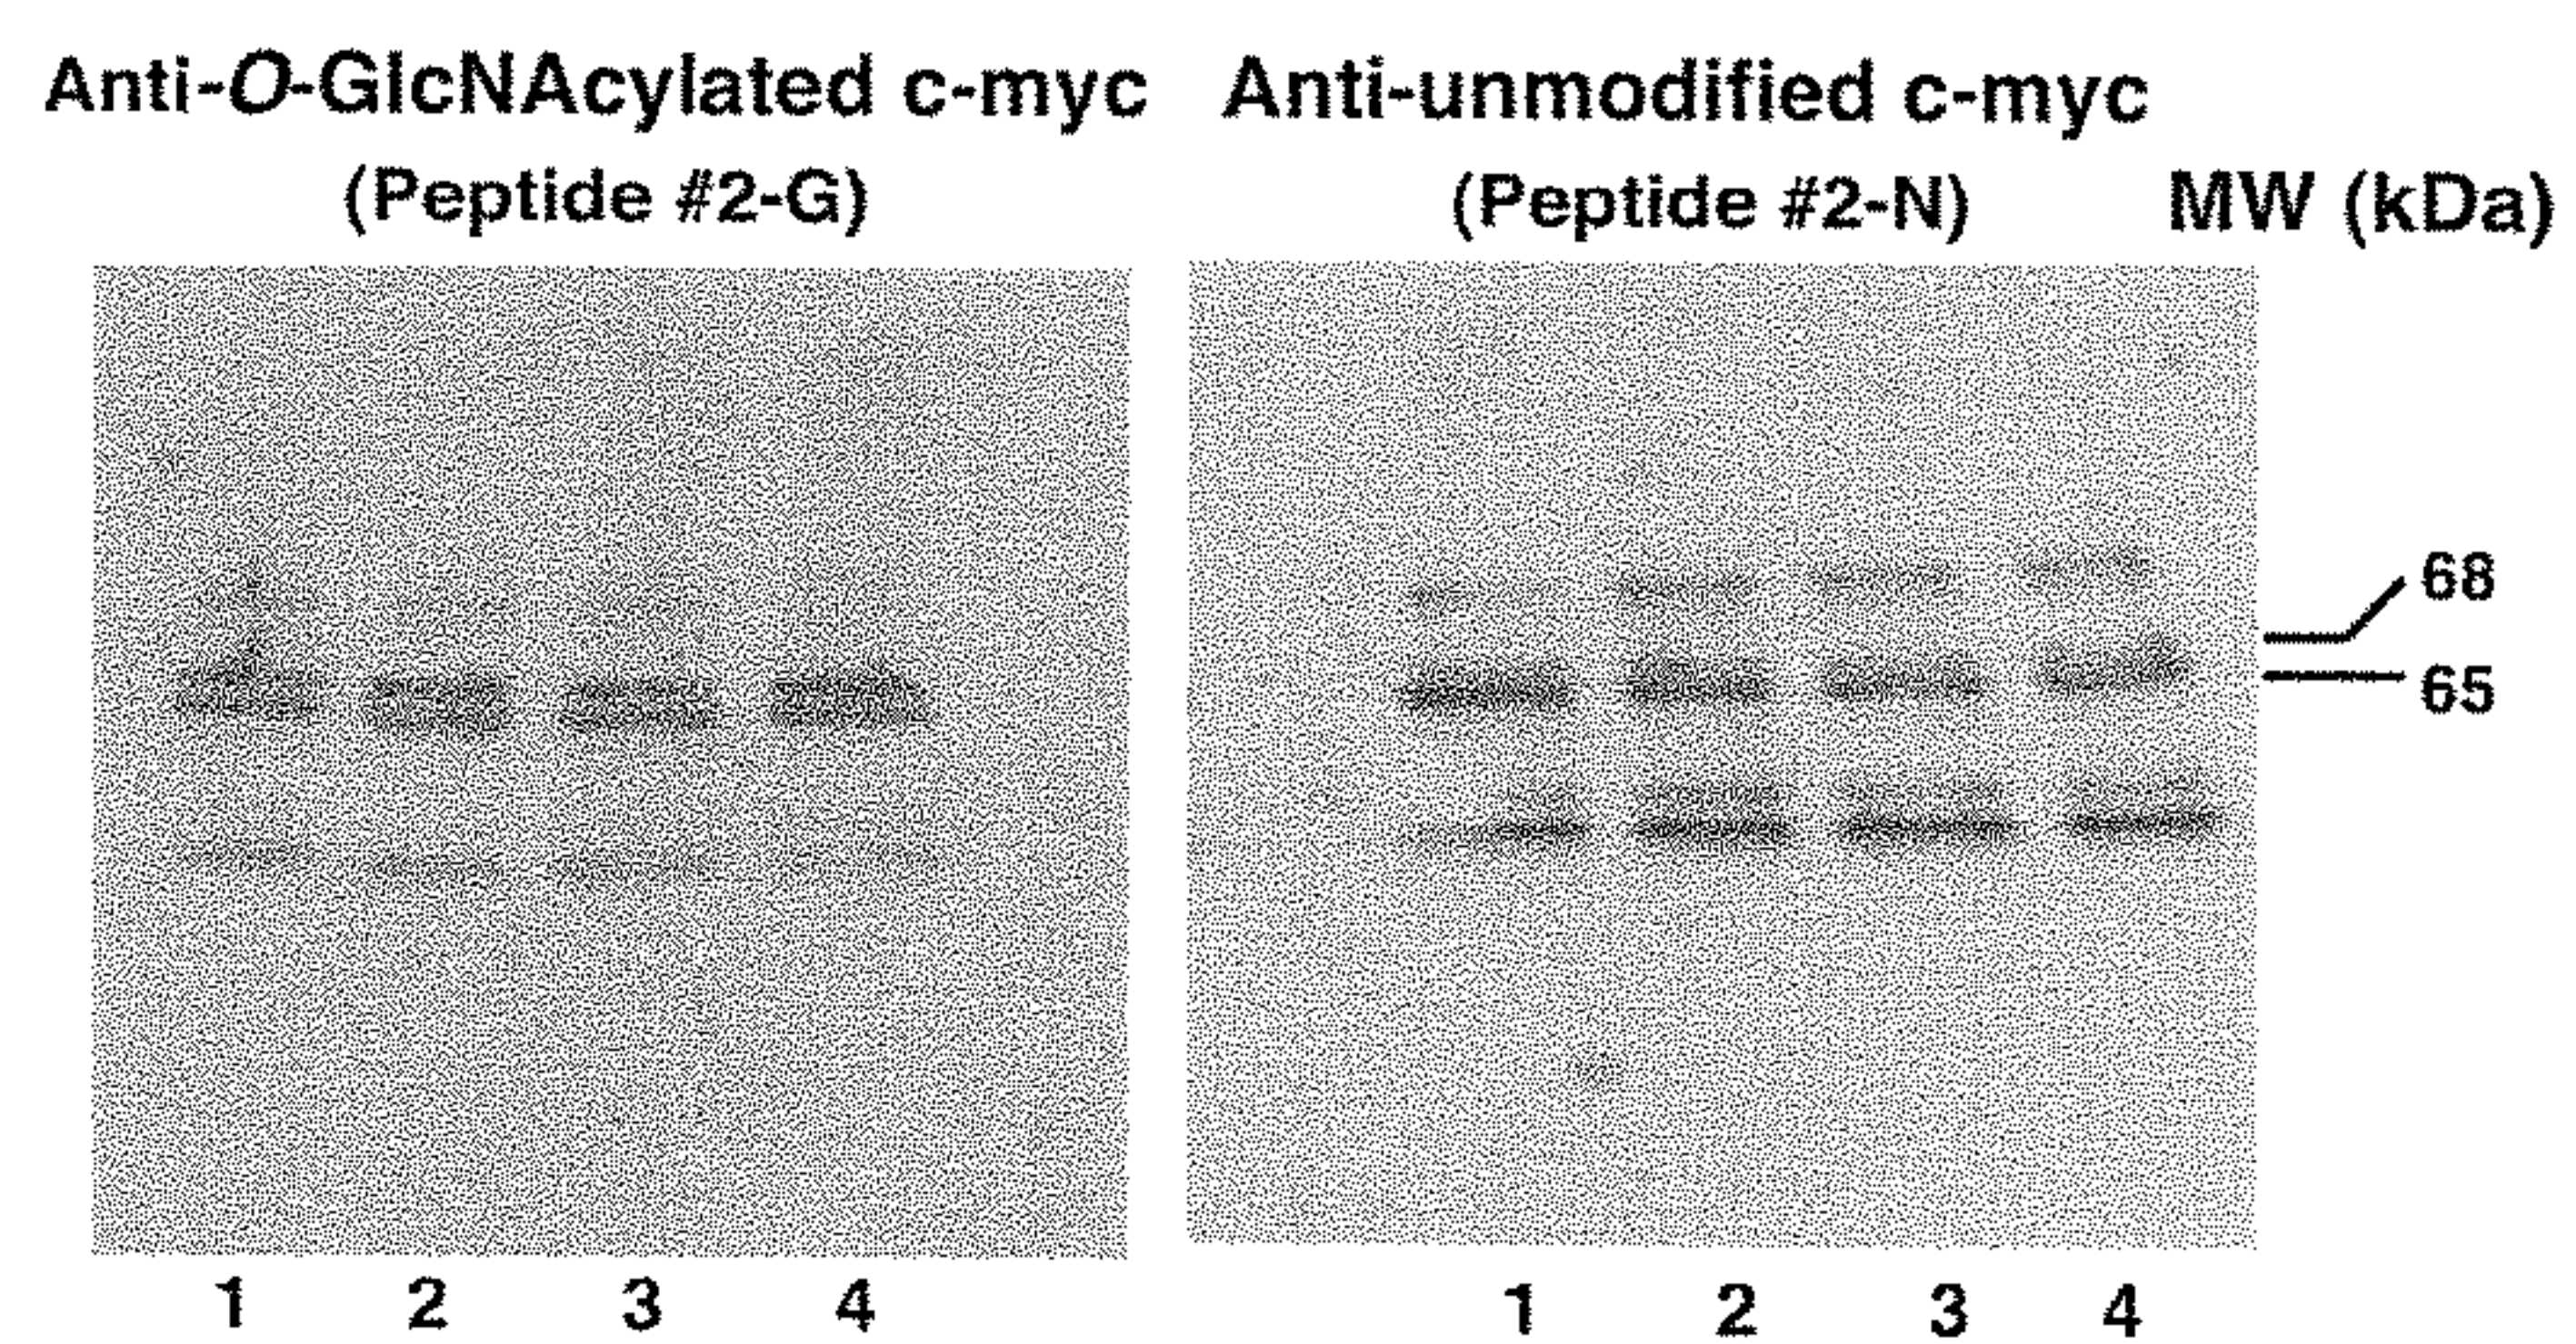 Anti-O-GlcNAcylated c-myc
(Peptide #2-G)
Anti-unmodified c-myc
(Peptide #2-N)
MW (kDa)
68
65
1 2 3 4
1 2 3 4